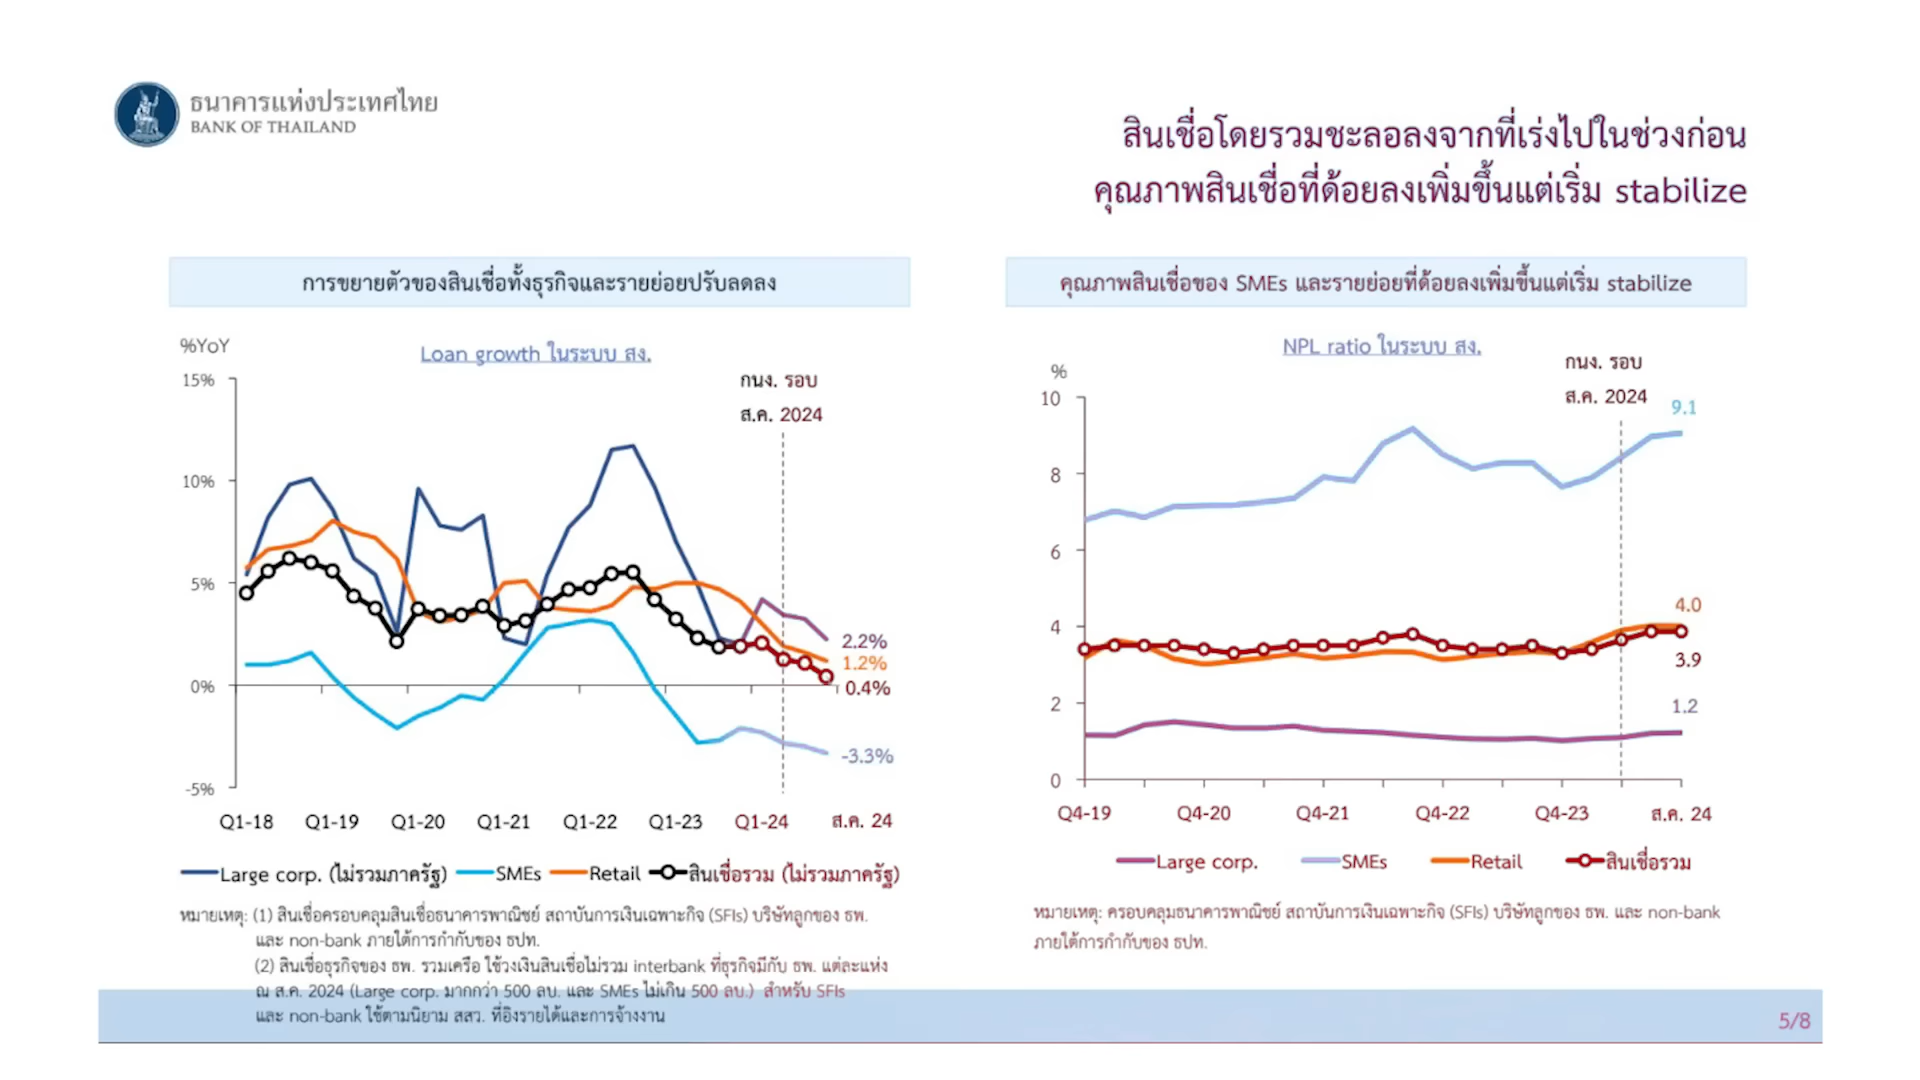 ธนาคารแห่งประเทศไทย
BANK OF THAILAND
สินเชื่อโดยรวมชะลอลงจากที่เร่งไปในช่วงก่อน
คุณภาพสินเชื่อที่ด้อยลงเพิ่มขึ้นแต่เริ่ม stabilize
การขยายตัวของสินเชื่อทั้งธุรกิจและรายย่อยปรับลดลง
%YoY
Loan growth ในระบบ สง.
กนง. รอบ
ส.ค. 2024
15%
10%
5%
0%
-5%
2.2%
1.2%
0.4%
-3.3%
Q1-18 Q1-19 Q1-20 Q1-21 Q1-22 Q1-23 Q1-24 ส.ค. 24
Large corp. (ไม่รวมภาครัฐ) SMEs Retail สินเชื่อรวม (ไม่รวมภาครัฐ)
หมายเหตุ: (1) สินเชื่อครอบคลุมสินเชื่อธนาคารพาณิชย์ สถาบันการเงินเฉพาะกิจ (SFIs) บริษัทลูกของ ธพ.
และ non-bank ภายใต้การกำกับของ ธปท.
(2) สินเชื่อธุรกิจของ ธพ. รวมเครือ ใช้วงเงินสินเชื่อไม่รวม interbank ที่ธุรกิจมีกับ ธพ. แต่ละแห่ง
ณ ส.ค. 2024 (Large corp. มากกว่า 500 ลบ. และ SMEs ไม่เกิน 500 ลบ.) สำหรับ SFIs
และ non-bank ใช้ตามนิยาม สสว. ที่อิงรายได้และการจ้างงาน
คุณภาพสินเชื่อของ SMEs และรายย่อยที่ด้อยลงเพิ่มขึ้นแต่เริ่ม stabilize
NPL ratio ในระบบ สง.
กนง. รอบ
ส.ค. 2024
%
10
8
6
4
2
0
9.1
4.0
3.9
1.2
Q4-19 Q4-20 Q4-21 Q4-22 Q4-23 ส.ค. 24
Large corp. SMEs Retail สินเชื่อรวม
หมายเหตุ: ครอบคลุมธนาคารพาณิชย์ สถาบันการเงินเฉพาะกิจ (SFIs) บริษัทลูกของ ธพ. และ non-bank
ภายใต้การกำกับของ ธปท.
5/8